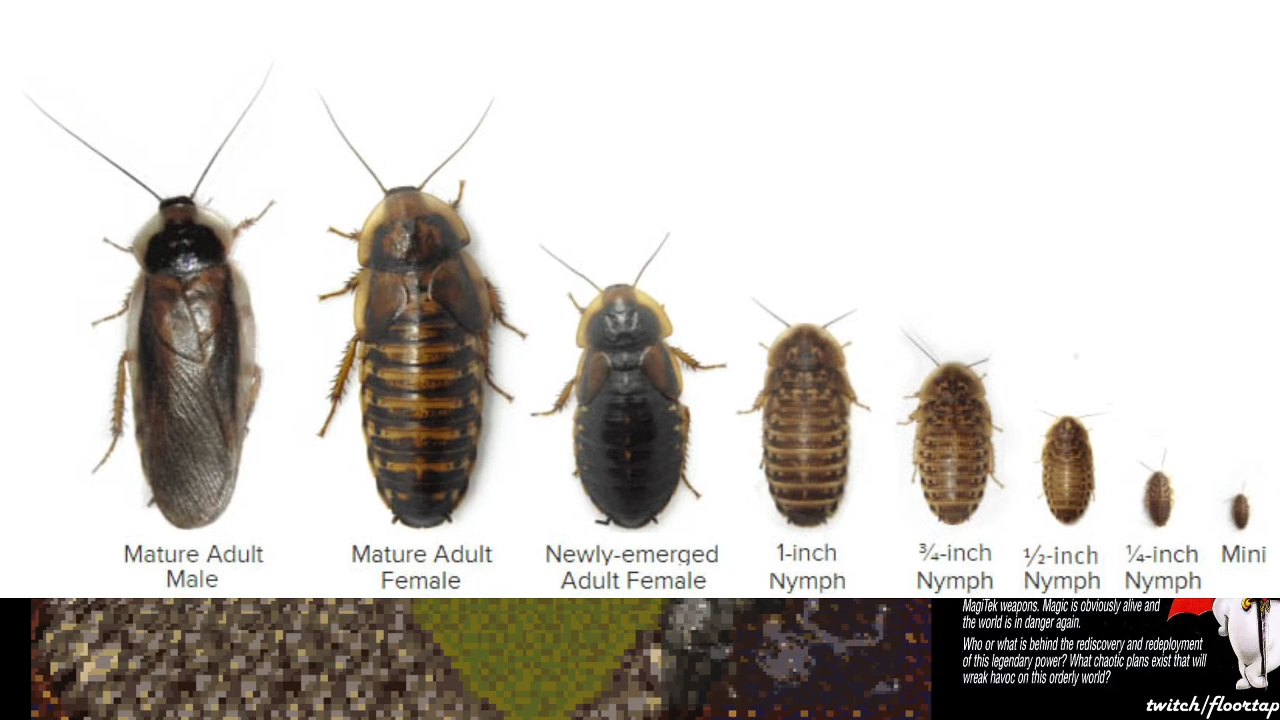 Mature Adult
Male
Mature Adult
Female
Newly-emerged
Adult Female
1-inch
Nymph
¾-inch
Nymph
½-inch
Nymph
¼-inch
Nymph
Mini
MagiTek weapons. Magic is obviously alive and
the world is in danger again.
Who or what is behind the rediscovery and redeployment
of this legendary power? What chaotic plans exist that will
wreak havoc on this orderly world?
twitch/floortap